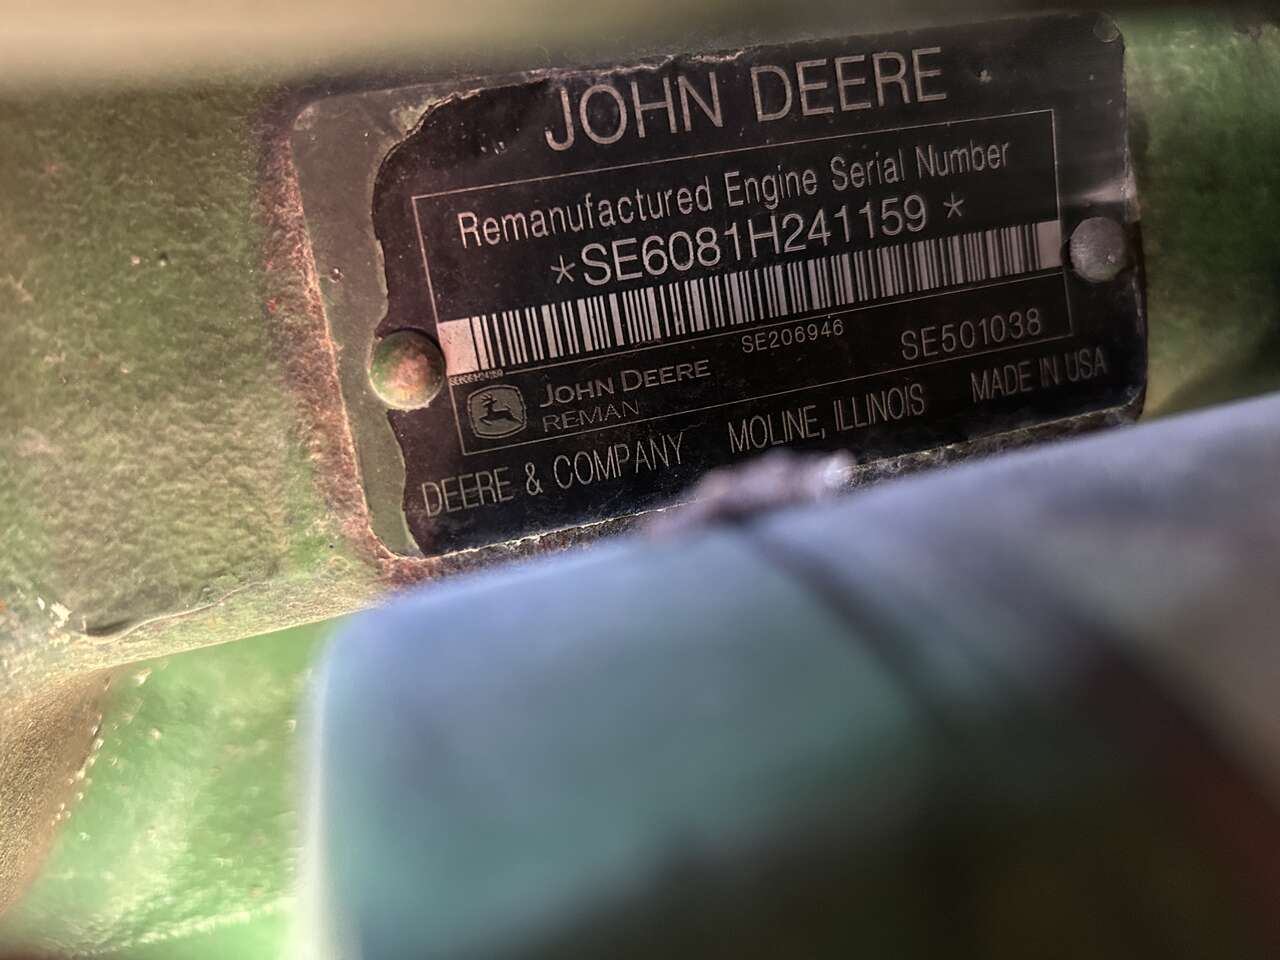 JOHN DEERE
Remanufactured Engine Serial Number
*SE6081H241159*
SE6081H241159
SE206946
SE501038
JOHN DEERE
REMAN
DEERE & COMPANY MOLINE, ILLINOIS MADE IN USA